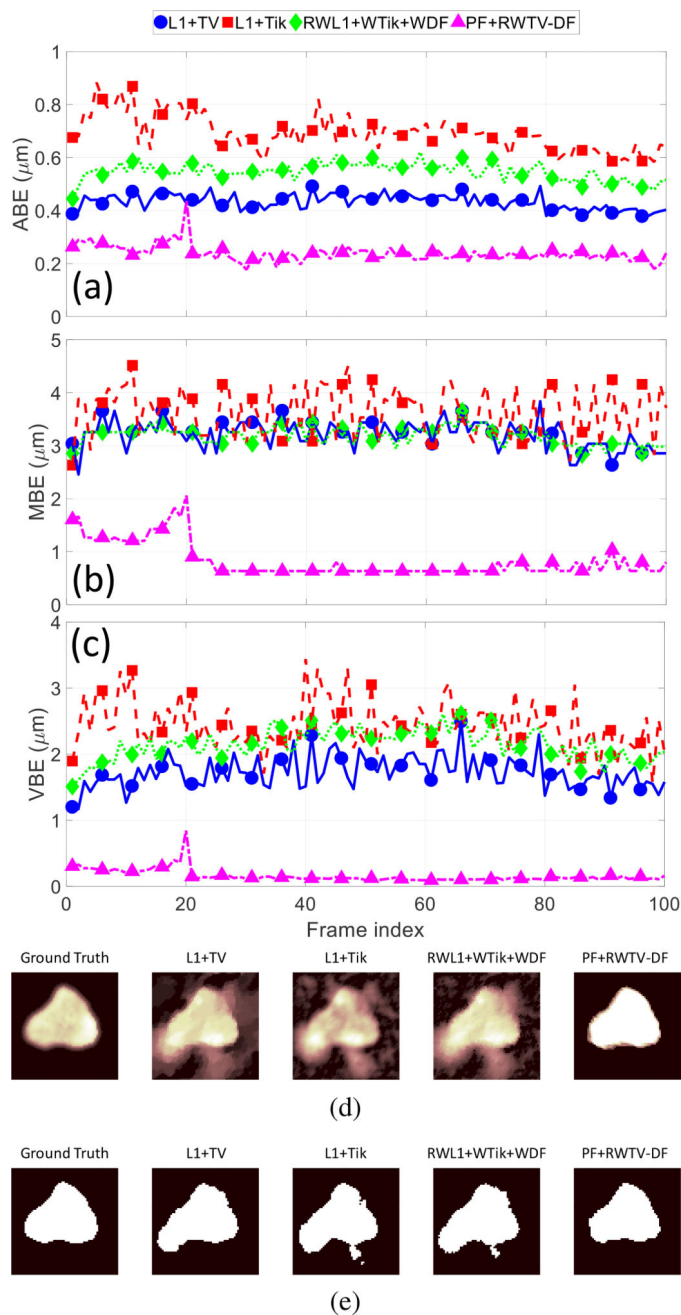 L1+TV L1+Tik RWL1+WTik+WDF PF+RWTV-DF
1
0.8
0.6
0.4
0.2
0
ABE (μm)
(a)
5
4
3
2
1
0
MBE (μm)
(b)
4
3
2
1
0
VBE (μm)
(c)
0 20 40 60 80 100
Frame index
Ground Truth L1+TV L1+Tik RWL1+WTik+WDF PF+RWTV-DF
(d)
Ground Truth L1+TV L1+Tik RWL1+WTik+WDF PF+RWTV-DF
(e)